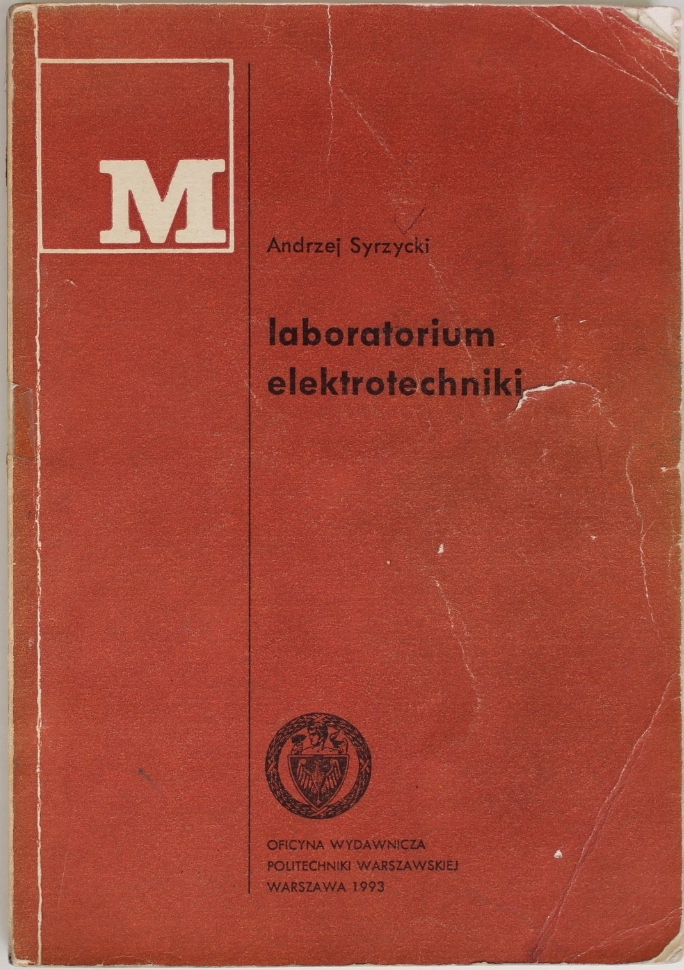 M
Andrzej Syrzycki
laboratorium
elektrotechniki
OFICYNA WYDAWNICZA
POLITECHNIKI WARSZAWSKIEJ
WARSZAWA 1993